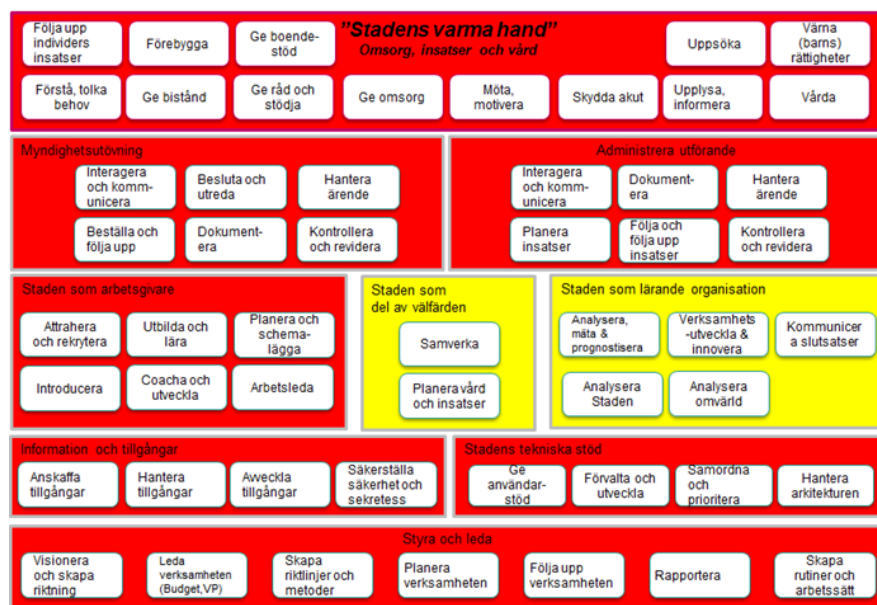 ”Stadens varma hand”
Omsorg, insatser och vård
Följa upp
individers
insatser
Förebygga
Ge boende-
stöd
Uppsöka
Värna
(barns)
rättigheter
Förstå, tolka
behov
Ge bistånd
Ge råd och
stödja
Ge omsorg
Möta,
motivera
Skydda akut
Upplysa,
informera
Vårda
Myndighetsutövning
Interagera
och komm-
unicera
Besluta och
utreda
Hantera
ärende
Beställa och
följa upp
Dokument-
era
Kontrollera
och revidera
Administrera utförande
Interagera
och komm-
unicera
Dokument-
era
Hantera
ärende
Planera
insatser
Följa och
följa upp
insatser
Kontrollera
och revidera
Staden som arbetsgivare
Attrahera
och rekrytera
Utbilda och
lära
Planera och
schema-
lägga
Introducera
Coacha och
utveckla
Arbetsleda
Staden som
del av välfärden
Samverka
Planera vård
och insatser
Staden som lärande organisation
Analysera,
mäta &
prognostisera
Verksamhets
-utveckla &
innovera
Kommunicer
a slutsatser
Analysera
Staden
Analysera
omvärld
Information och tillgångar
Anskaffa
tillgångar
Hantera
tillgångar
Avveckla
tillgångar
Säkerställa
säkerhet och
sekretess
Stadens tekniska stöd
Ge
användar-
stöd
Förvalta och
utveckla
Samordna
och
prioritera
Hantera
arkitekturen
Styra och leda
Visionera
och skapa
riktning
Leda
verksamheten
(Budget,VP)
Skapa
riktlinjer och
metoder
Planera
verksamheten
Följa upp
verksamheten
Rapportera
Skapa
rutiner och
arbetssätt